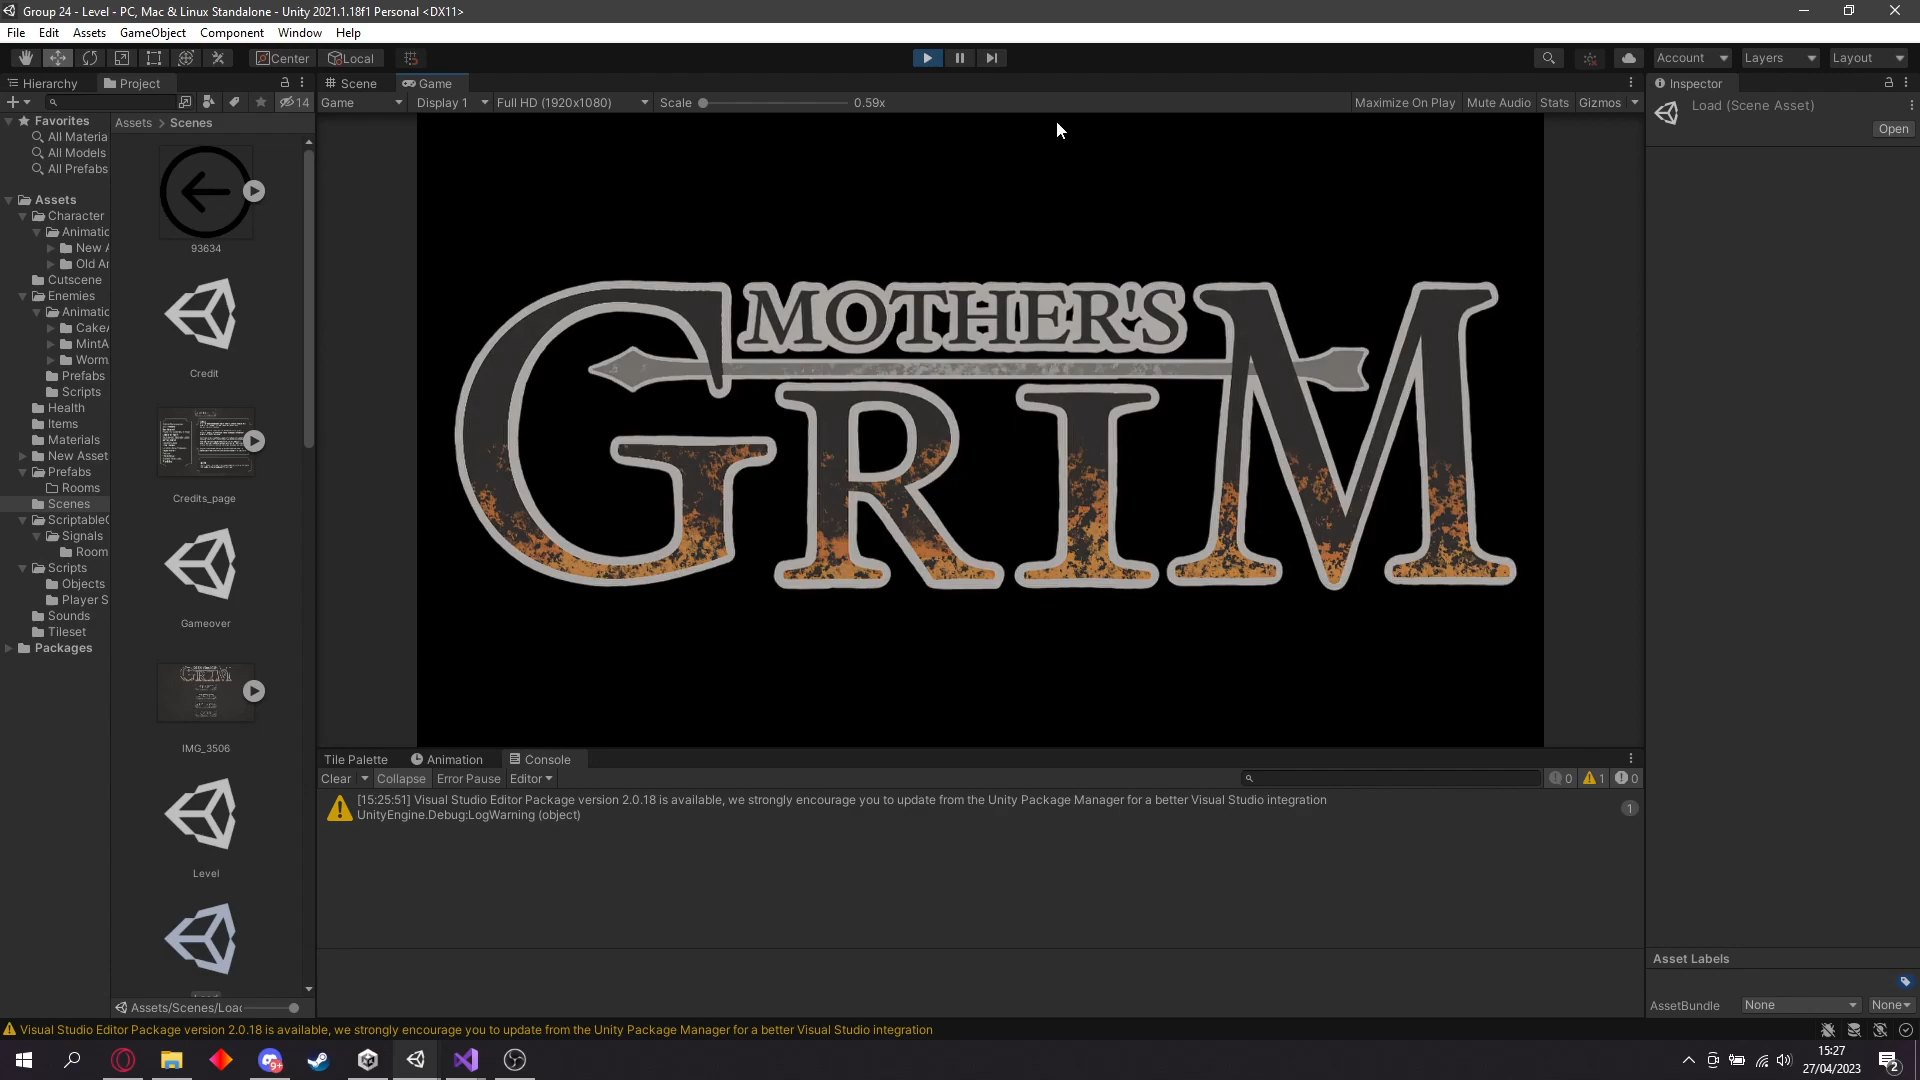 Group 24 - Level - PC, Mac & Linux Standalone - Unity 2021.1.18f1 Personal <DX11>
File Edit Assets GameObject Component Window Help
Center Local Account Layers Layout
Hierarchy Project Scene Game Inspector
14 Game Display 1 Full HD (1920x1080) Scale 0.59x Maximize On Play Mute Audio Stats Gizmos
Load (Scene Asset)
Open
Favorites
All Materia
All Models
All Prefabs
Assets
Character
Animatic
New A
Old Ar
Cutscene
Enemies
Animatic
CakeA
MintA
Worm
Prefabs
Scripts
Health
Items
Materials
New Asset
Prefabs
Rooms
Scenes
Scriptable
Signals
Room
Scripts
Objects
Player S
Sounds
Tileset
Packages
Assets > Scenes
93634
Credit
Credits_page
Gameover
IMG_3506
Level
Assets/Scenes/Loa
MOTHER'S
GRIM
Tile Palette Animation Console
Clear Collapse Error Pause Editor 0 1 0
[15:25:51] Visual Studio Editor Package version 2.0.18 is available, we strongly encourage you to update from the Unity Package Manager for a better Visual Studio integration
UnityEngine.Debug:LogWarning (object)
1
Asset Labels
AssetBundle None None
Visual Studio Editor Package version 2.0.18 is available, we strongly encourage you to update from the Unity Package Manager for a better Visual Studio integration
9+
15:27
27/04/2023
2